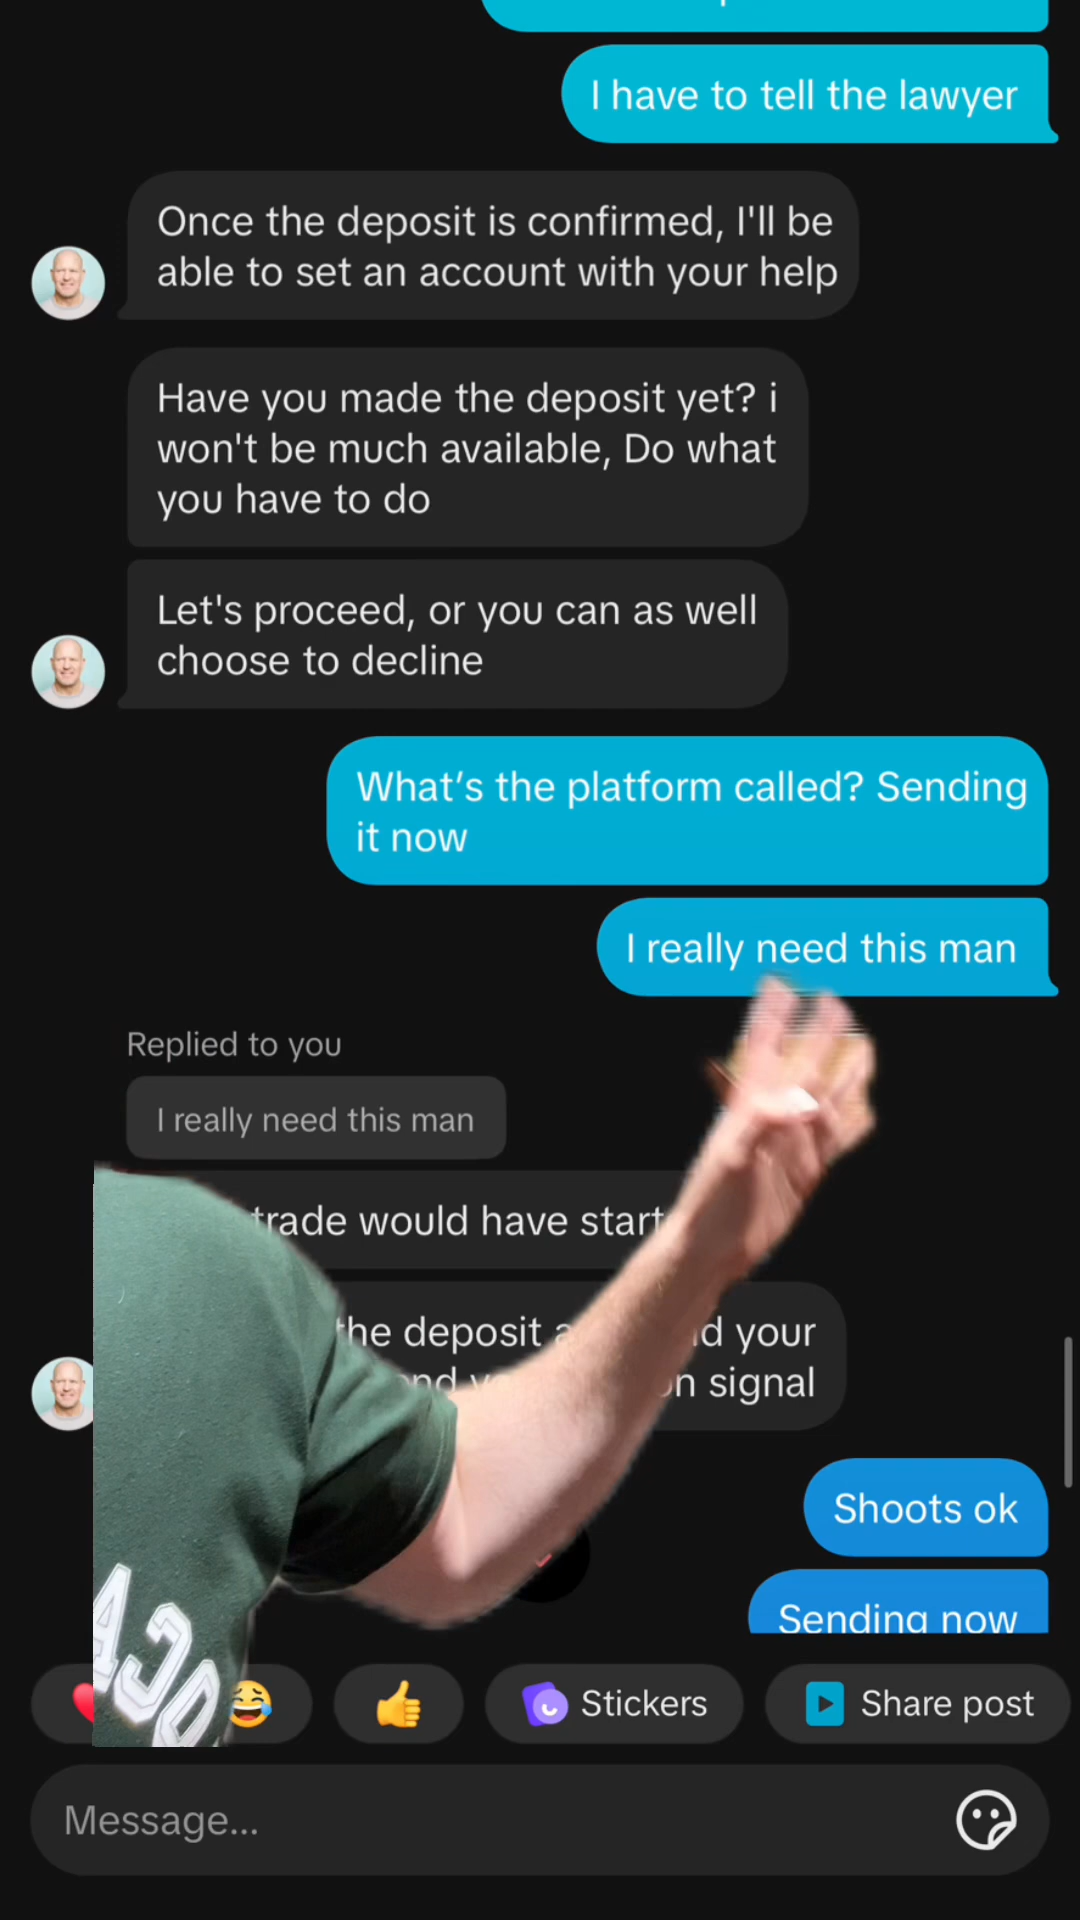 I have to tell the lawyer
Once the deposit is confirmed, I'll be
able to set an account with your help
Have you made the deposit yet? i
won't be much available, Do what
you have to do
Let's proceed, or you can as well
choose to decline
What's the platform called? Sending
it now
I really need this man
Replied to you
I really need this man
trade would have start
the deposit your
on signal
Shoots ok
Sending now
Stickers
Share post
Message...